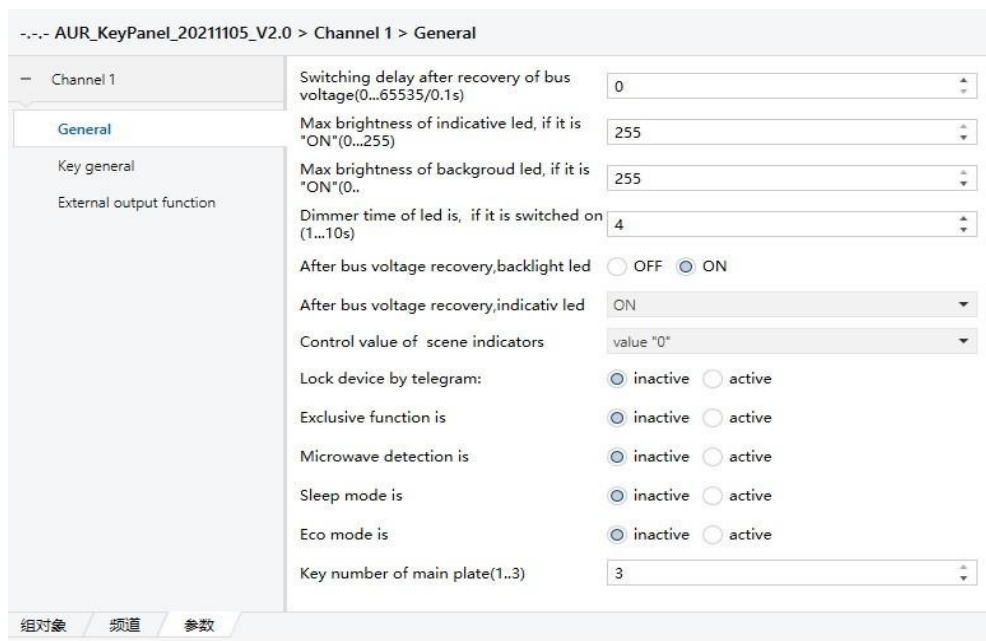 -.-.- AUR_KeyPanel_20211105_V2.0 > Channel 1 > General
Channel 1
General
Key general
External output function
Switching delay after recovery of bus
voltage(0...65535/0.1s)
0
Max brightness of indicative led, if it is
"ON"(0...255)
255
Max brightness of backgroud led, if it is
"ON"(0..
255
Dimmer time of led is, if it is switched on
(1...10s)
4
After bus voltage recovery,backlight led OFF ON
After bus voltage recovery,indicativ led ON
Control value of scene indicators value "0"
Lock device by telegram: inactive active
Exclusive function is inactive active
Microwave detection is inactive active
Sleep mode is inactive active
Eco mode is inactive active
Key number of main plate(1..3) 3
组对象 频道 参数